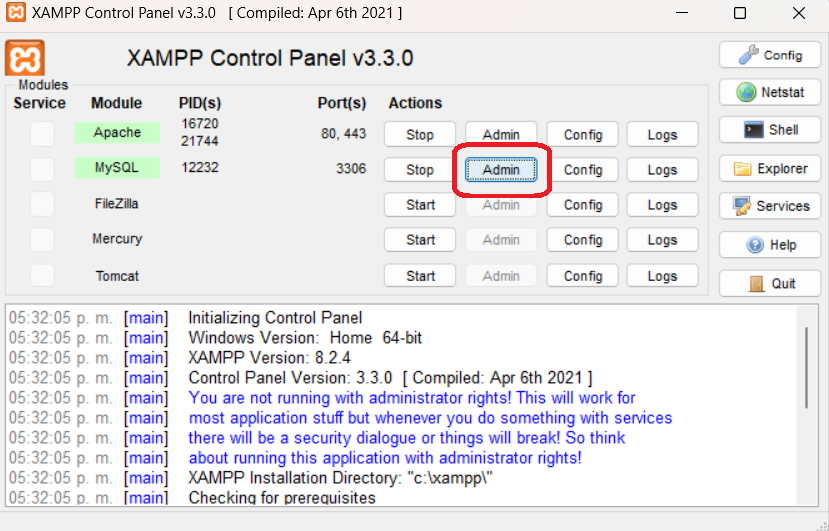 XAMPP Control Panel v3.3.0 [ Compiled: Apr 6th 2021 ]
XAMPP Control Panel v3.3.0
Config
Modules
Service Module PID(s) Port(s) Actions
Netstat
Apache 16720 21744 80, 443 Stop Admin Config Logs
Shell
MySQL 12232 3306 Stop Admin Config Logs
Explorer
FileZilla Start Admin Config Logs
Services
Mercury Start Admin Config Logs
Help
Tomcat Start Admin Config Logs
Quit
05:32:05 p. m. [main] Initializing Control Panel
05:32:05 p. m. [main] Windows Version: Home 64-bit
05:32:05 p. m. [main] XAMPP Version: 8.2.4
05:32:05 p. m. [main] Control Panel Version: 3.3.0 [ Compiled: Apr 6th 2021 ]
05:32:05 p. m. [main] You are not running with administrator rights! This will work for
05:32:05 p. m. [main] most application stuff but whenever you do something with services
05:32:05 p. m. [main] there will be a security dialogue or things will break! So think
05:32:05 p. m. [main] about running this application with administrator rights!
05:32:05 p. m. [main] XAMPP Installation Directory: "c:\xampp\"
05:32:05 p. m. [main] Checking for prerequisites